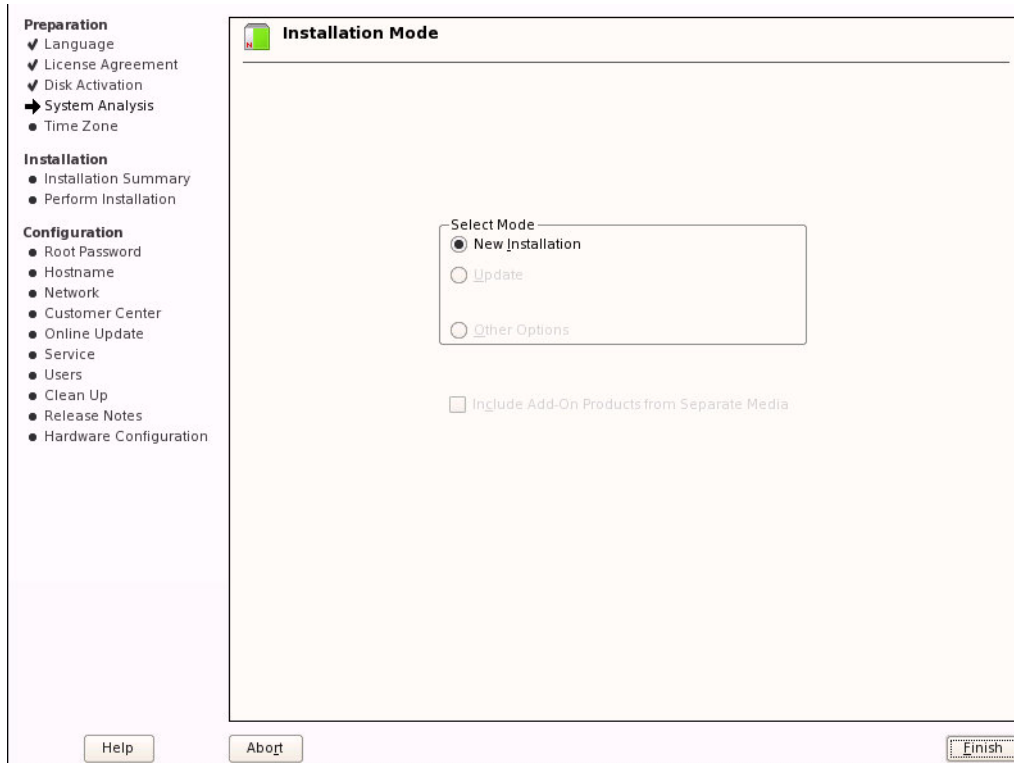 Preparation
Language
License Agreement
Disk Activation
System Analysis
Time Zone
Installation
Installation Summary
Perform Installation
Configuration
Root Password
Hostname
Network
Customer Center
Online Update
Service
Users
Clean Up
Release Notes
Hardware Configuration
N
Installation Mode
Select Mode
New Installation
Update
Other Options
Include Add-On Products from Separate Media
Help
Abort
Finish